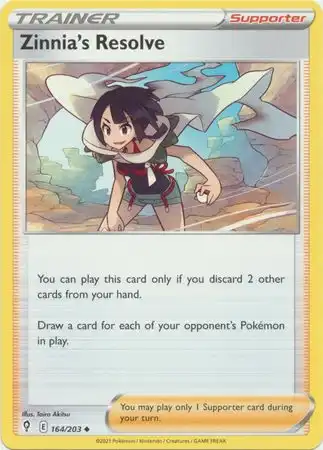 TRAINER Supporter
Zinnia's Resolve
You can play this card only if you discard 2 other
cards from your hand.
Draw a card for each of your opponent's Pokémon
in play.
Illus. Taira Akitsu
You may play only 1 Supporter card during
your turn.
E 164/203
©2021 Pokémon / Nintendo / Creatures / GAME FREAK